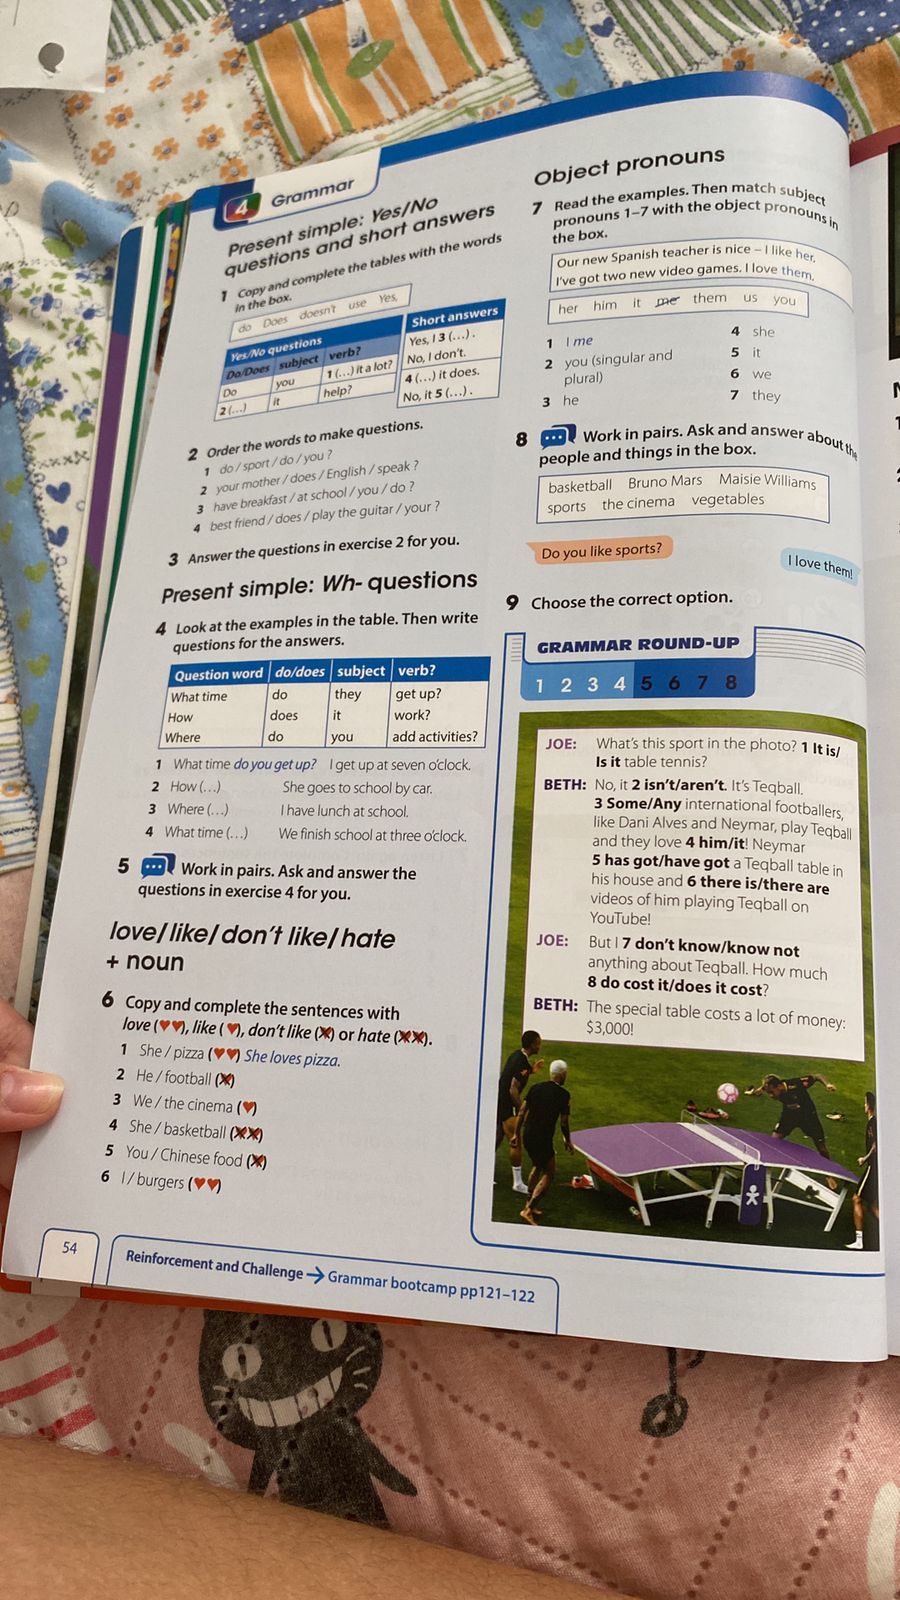 4 Grammar
Present simple: Yes/No
questions and short answers
1 Copy and complete the tables with the words
in the box.
do Does doesn't use Yes,
Yes/No questions
Do/Does subject verb?
Do you 1 (...) it a lot?
2 (...) it help?
Short answers
Yes, I 3 (...) .
No, I don't.
4 (...) it does.
No, it 5 (...) .
2 Order the words to make questions.
1 do / sport / do / you ?
2 your mother / does / English / speak ?
3 have breakfast / at school / you / do ?
4 best friend / does / play the guitar / your ?
3 Answer the questions in exercise 2 for you.
Present simple: Wh- questions
4 Look at the examples in the table. Then write
questions for the answers.
Question word do/does subject verb?
What time do they get up?
How does it work?
Where do you add activities?
1 What time do you get up? I get up at seven o'clock.
2 How (...) She goes to school by car.
3 Where (...) I have lunch at school.
4 What time (...) We finish school at three o'clock.
5 Work in pairs. Ask and answer the
questions in exercise 4 for you.
love/like/don't like/hate
+ noun
6 Copy and complete the sentences with
love (♥♥), like (♥), don't like (✗) or hate (✗✗).
1 She / pizza (♥♥) She loves pizza.
2 He / football (✗)
3 We / the cinema (♥)
4 She / basketball (✗✗)
5 You / Chinese food (✗)
6 I / burgers (♥♥)
54
Reinforcement and Challenge → Grammar bootcamp pp121–122
Object pronouns
7 Read the examples. Then match subject
pronouns 1–7 with the object pronouns in
the box.
Our new Spanish teacher is nice – I like her.
I've got two new video games. I love them.
her him it me them us you
1 I me
2 you (singular and
plural)
3 he
4 she
5 it
6 we
7 they
8 Work in pairs. Ask and answer about the
people and things in the box.
basketball Bruno Mars Maisie Williams
sports the cinema vegetables
Do you like sports?
I love them!
9 Choose the correct option.
GRAMMAR ROUND-UP
1 2 3 4 5 6 7 8
JOE: What's this sport in the photo? 1 It is/
Is it table tennis?
BETH: No, it 2 isn't/aren't. It's Teqball.
3 Some/Any international footballers,
like Dani Alves and Neymar, play Teqball
and they love 4 him/it! Neymar
5 has got/have got a Teqball table in
his house and 6 there is/there are
videos of him playing Teqball on
YouTube!
JOE: But I 7 don't know/know not
anything about Teqball. How much
8 do cost it/does it cost?
BETH: The special table costs a lot of money:
$3,000!